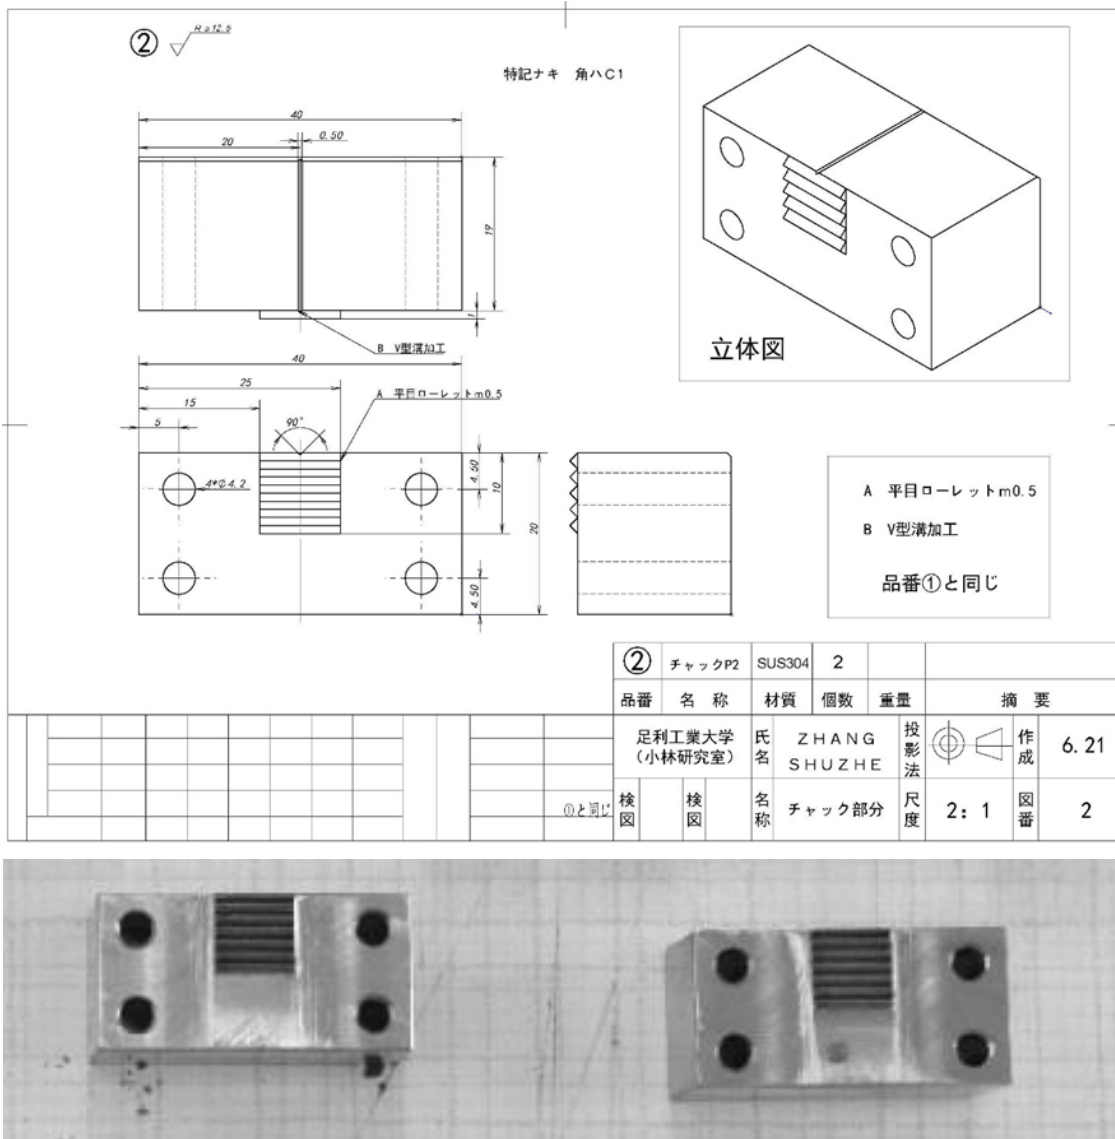 ②
Ra12.5
特記ナキ 角ハC1
40
20
0.50
19
1
B V型溝加工
立体図
40
25
15
5
A 平目ローレットm0.5
90°
4*Φ4.2
4.50
10
20
4.50
A 平目ローレットm0.5
B V型溝加工
品番①と同じ
② チャックP2 SUS304 2
品番 名 称 材質 個数 重量 摘 要
足利工業大学
(小林研究室)
氏名
ZHANG
SHUZHE
投影法
作成
6.21
①と同じ
検図
検図
名称
チャック部分
尺度
2:1
図番
2